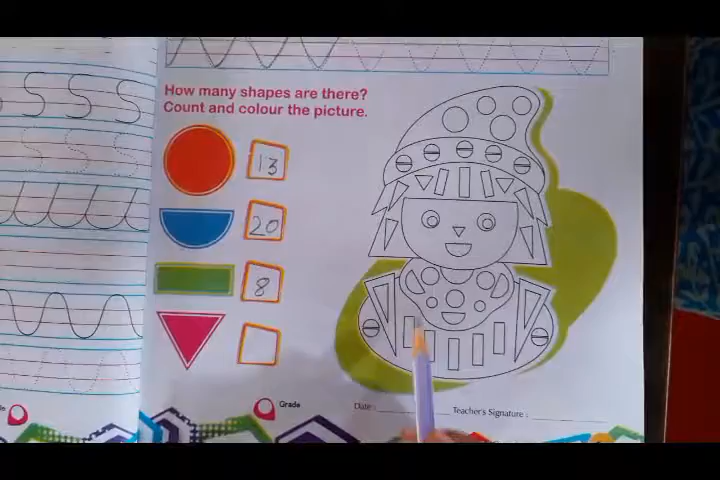 How many shapes are there?
Count and colour the picture.
13
20
8
Grade
Date :
Teacher's Signature :